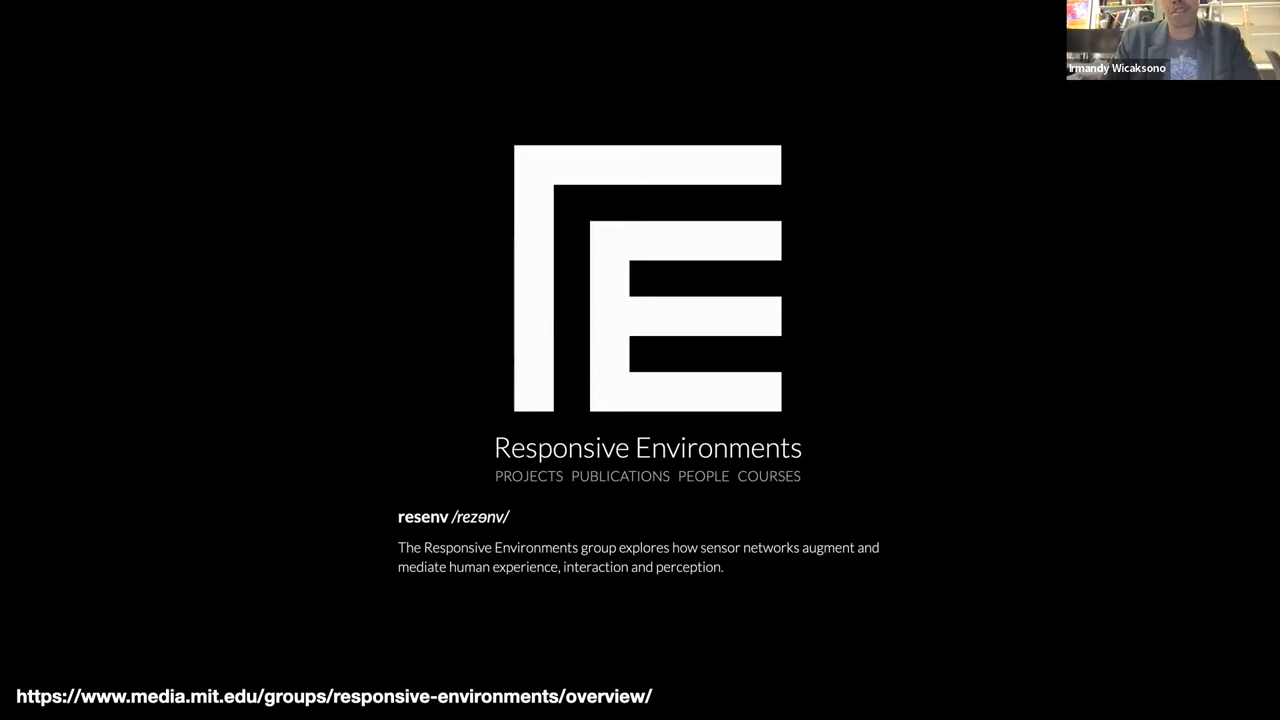 Irmandy Wicaksono
Responsive Environments
PROJECTS PUBLICATIONS PEOPLE COURSES
resenv /rezɘnv/
The Responsive Environments group explores how sensor networks augment and
mediate human experience, interaction and perception.
https://www.media.mit.edu/groups/responsive-environments/overview/